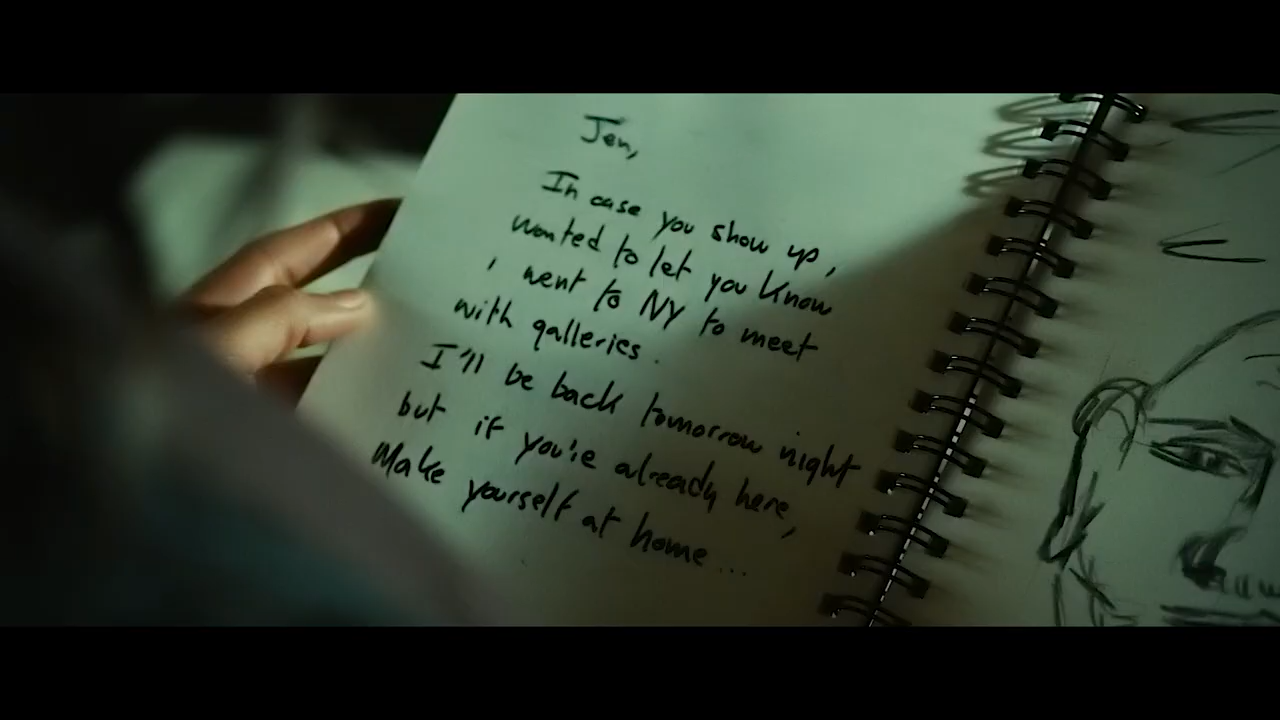 Jen,
In case you show up,
wanted to let you know
i went to NY to meet
with galleries.
I'll be back tomorrow night
but if you're already here,
Make yourself at home...